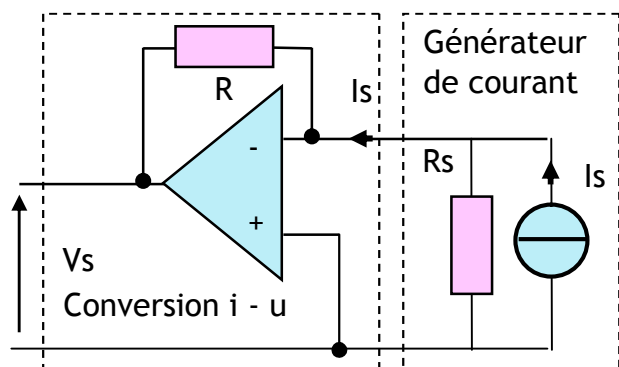 Générateur
de courant
R
Is
-
Rs
Is
+
Vs
Conversion i - u